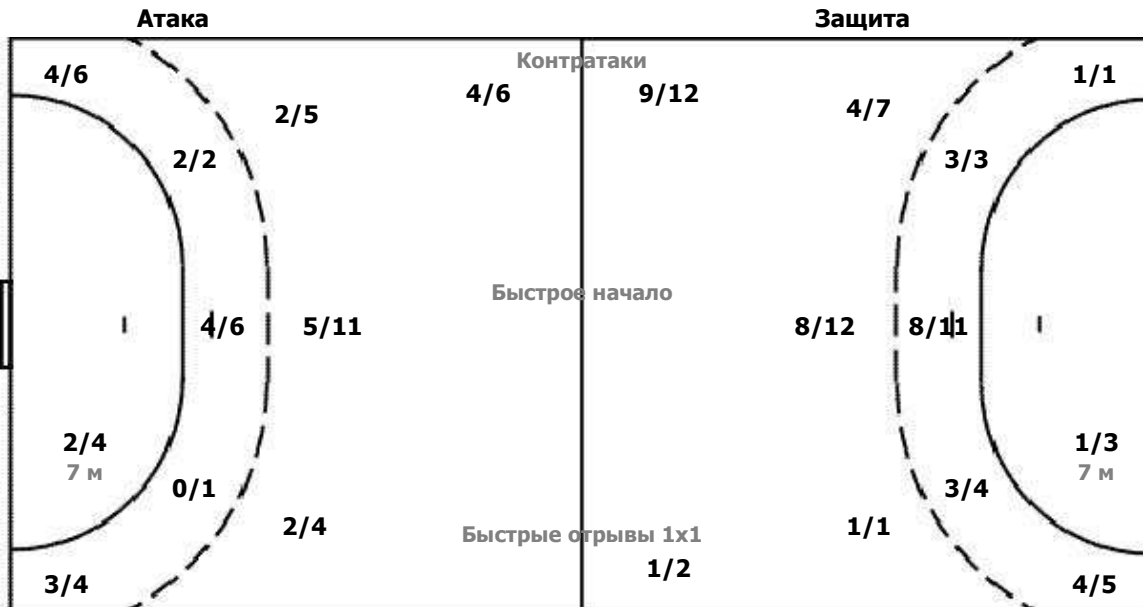 Атака Защита
Контратаки
4/6 1/1
4/6 9/12
2/5 4/7
2/2 3/3
Быстрое начало
4/6 5/11 8/12 8/11
2/4 1/3
7 м 7 м
0/1 3/4
2/4 1/1
Быстрые отрывы 1x1
1/2
3/4 4/5